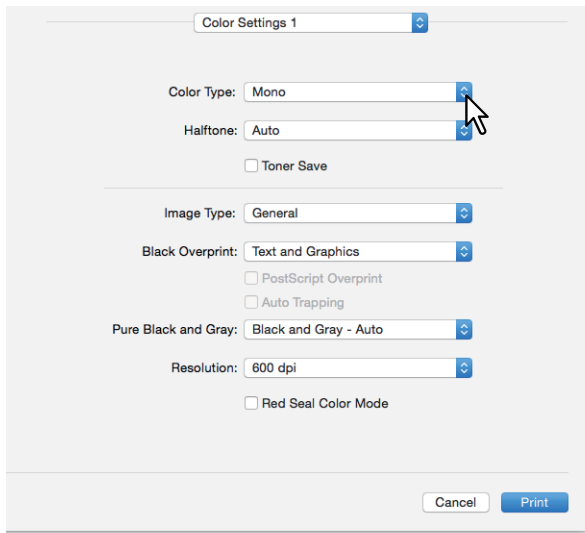 Color Settings 1
Color Type: Mono
Halftone: Auto
Toner Save
Image Type: General
Black Overprint: Text and Graphics
PostScript Overprint
Auto Trapping
Pure Black and Gray: Black and Gray - Auto
Resolution: 600 dpi
Red Seal Color Mode
Cancel Print